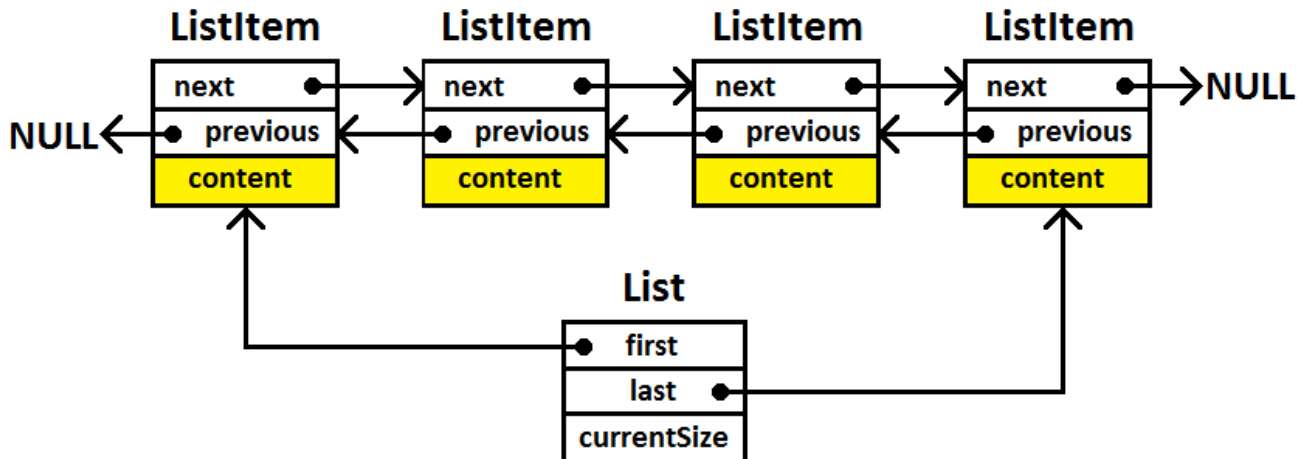 ListItem ListItem ListItem ListItem
next next next next NULL
NULL previous previous previous previous
content content content content
List
first
last
currentSize